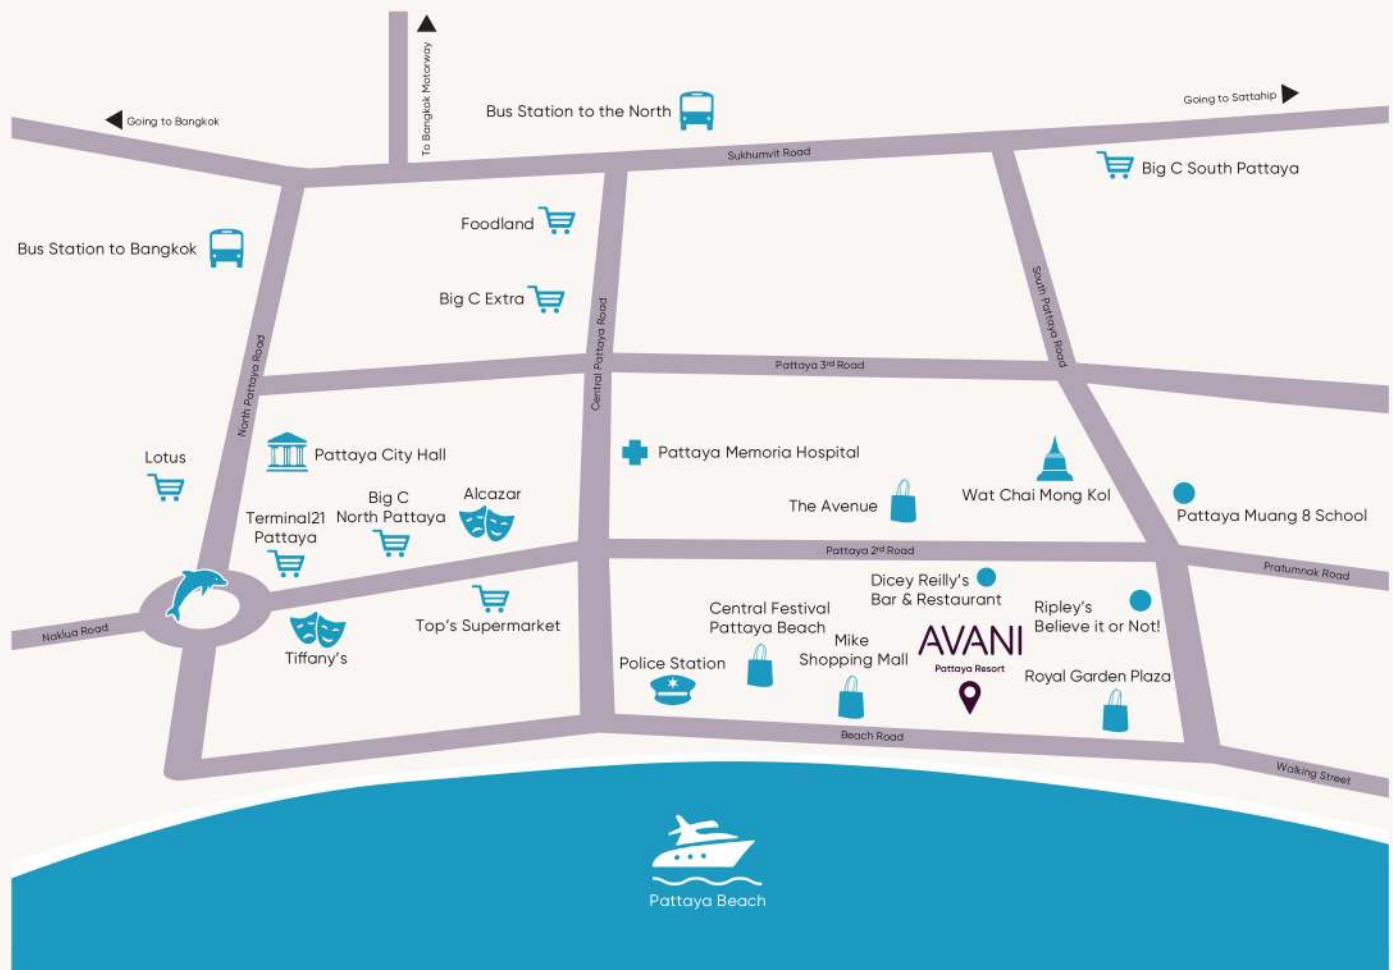 To Bangkok Motorway
Going to Bangkok
Bus Station to the North
Going to Sattahip
Sukhumvit Road
Big C South Pattaya
Foodland
Bus Station to Bangkok
Big C Extra
South Pattaya Road
Central Pattaya Road
North Pattaya Road
Pattaya 3rd Road
Lotus
Pattaya City Hall
Pattaya Memoria Hospital
Wat Chai Mong Kol
Big C
North Pattaya
Alcazar
The Avenue
Pattaya Muang 8 School
Terminal21
Pattaya
Pattaya 2rd Road
Pratumnak Road
Dicey Reilly's
Bar & Restaurant
Ripley's
Believe it or Not!
Central Festival
Pattaya Beach
Top's Supermarket
Naklua Road
Tiffany's
Mike
Shopping Mall
AVANI
Pattaya Resort
Police Station
Royal Garden Plaza
Beach Road
Walking Street
Pattaya Beach